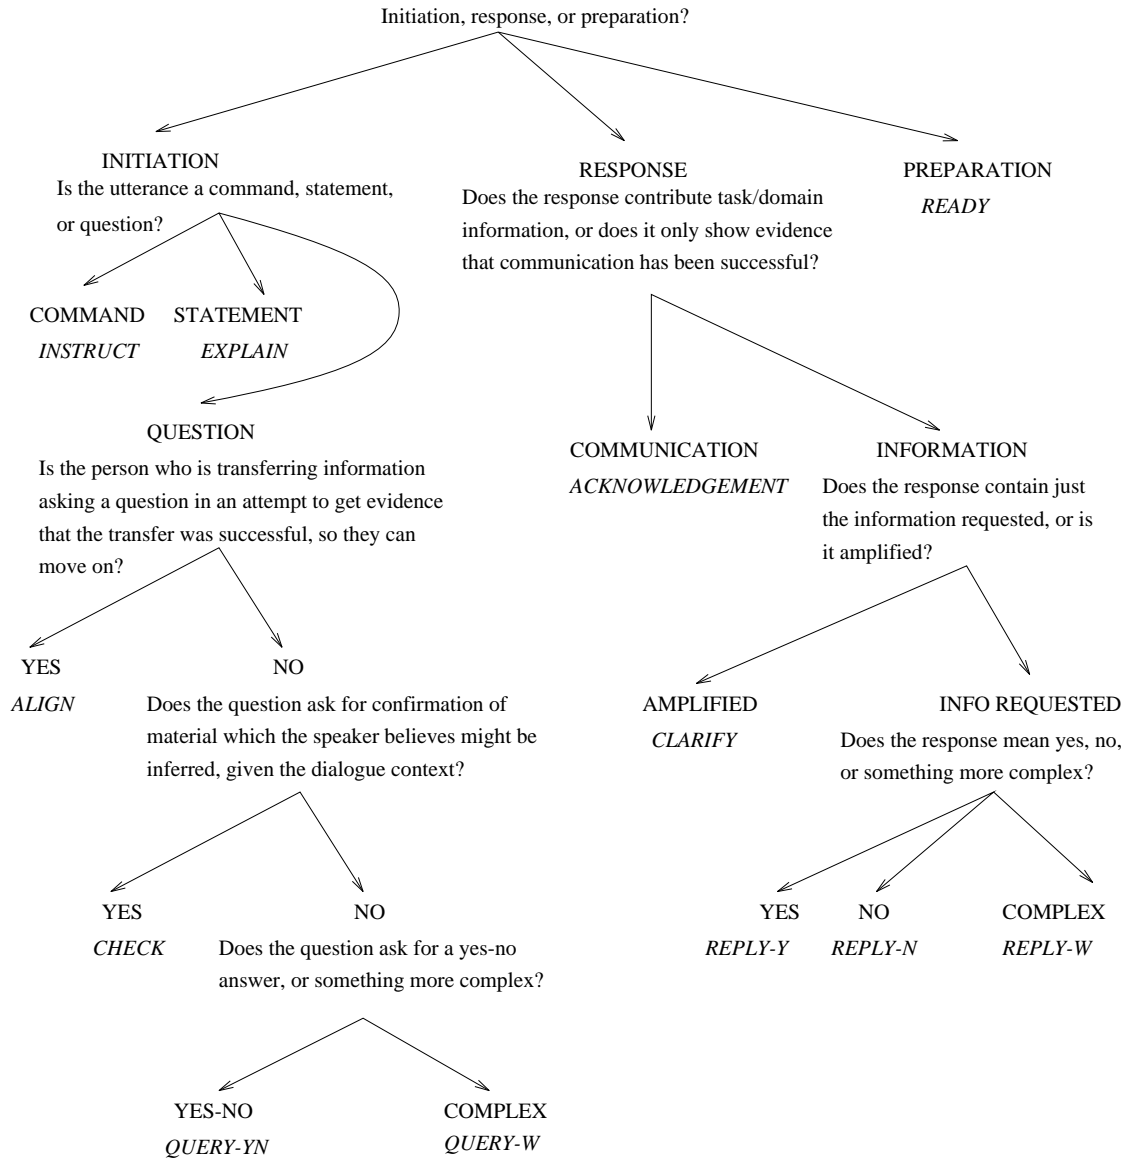 Initiation, response, or preparation?
INITIATION
Is the utterance a command, statement,
or question?
RESPONSE
Does the response contribute task/domain
information, or does it only show evidence
that communication has been successful?
PREPARATION
READY
COMMAND
INSTRUCT
STATEMENT
EXPLAIN
QUESTION
Is the person who is transferring information
asking a question in an attempt to get evidence
that the transfer was successful, so they can
move on?
COMMUNICATION
ACKNOWLEDGEMENT
INFORMATION
Does the response contain just
the information requested, or is
it amplified?
YES
ALIGN
NO
Does the question ask for confirmation of
material which the speaker believes might be
inferred, given the dialogue context?
AMPLIFIED
CLARIFY
INFO REQUESTED
Does the response mean yes, no,
or something more complex?
YES
CHECK
NO
Does the question ask for a yes-no
answer, or something more complex?
YES
REPLY-Y
NO
REPLY-N
COMPLEX
REPLY-W
YES-NO
QUERY-YN
COMPLEX
QUERY-W